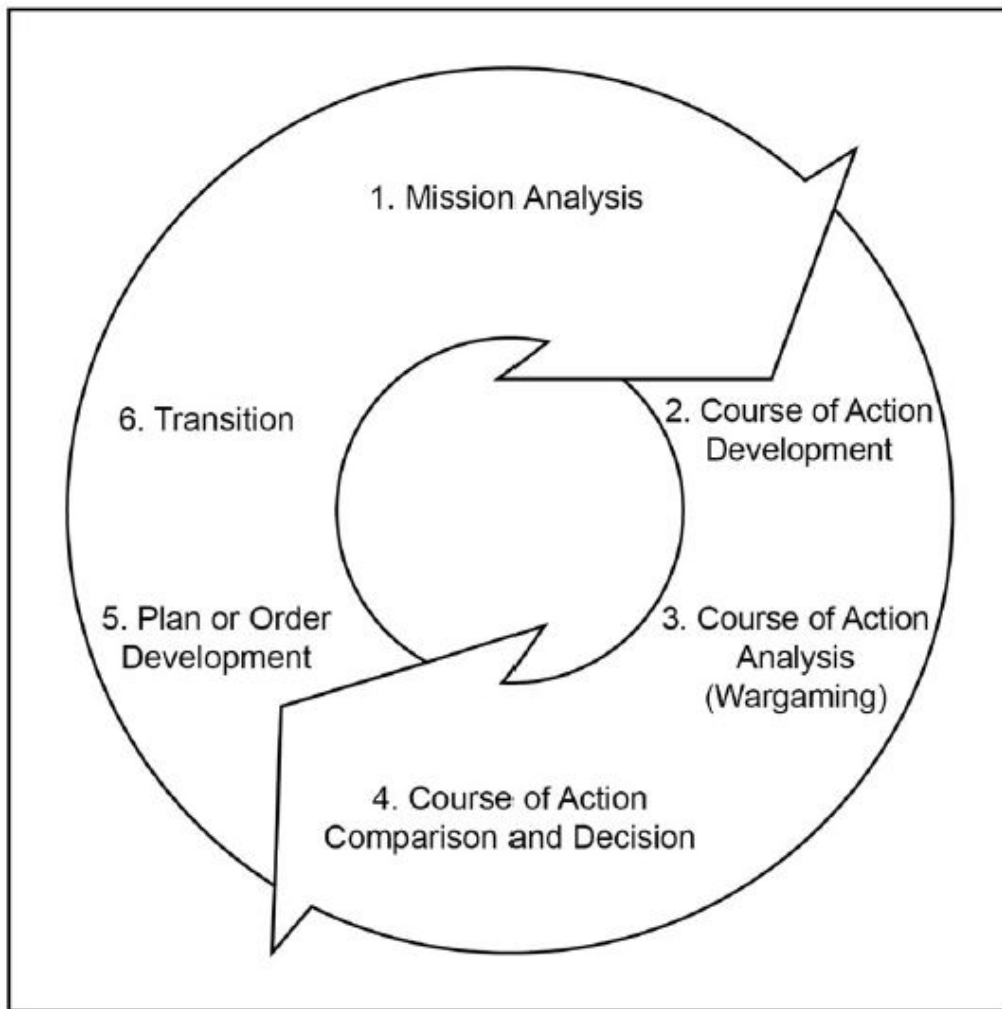 1. Mission Analysis
2. Course of Action
Development
3. Course of Action
Analysis
(Wargaming)
4. Course of Action
Comparison and Decision
5. Plan or Order
Development
6. Transition